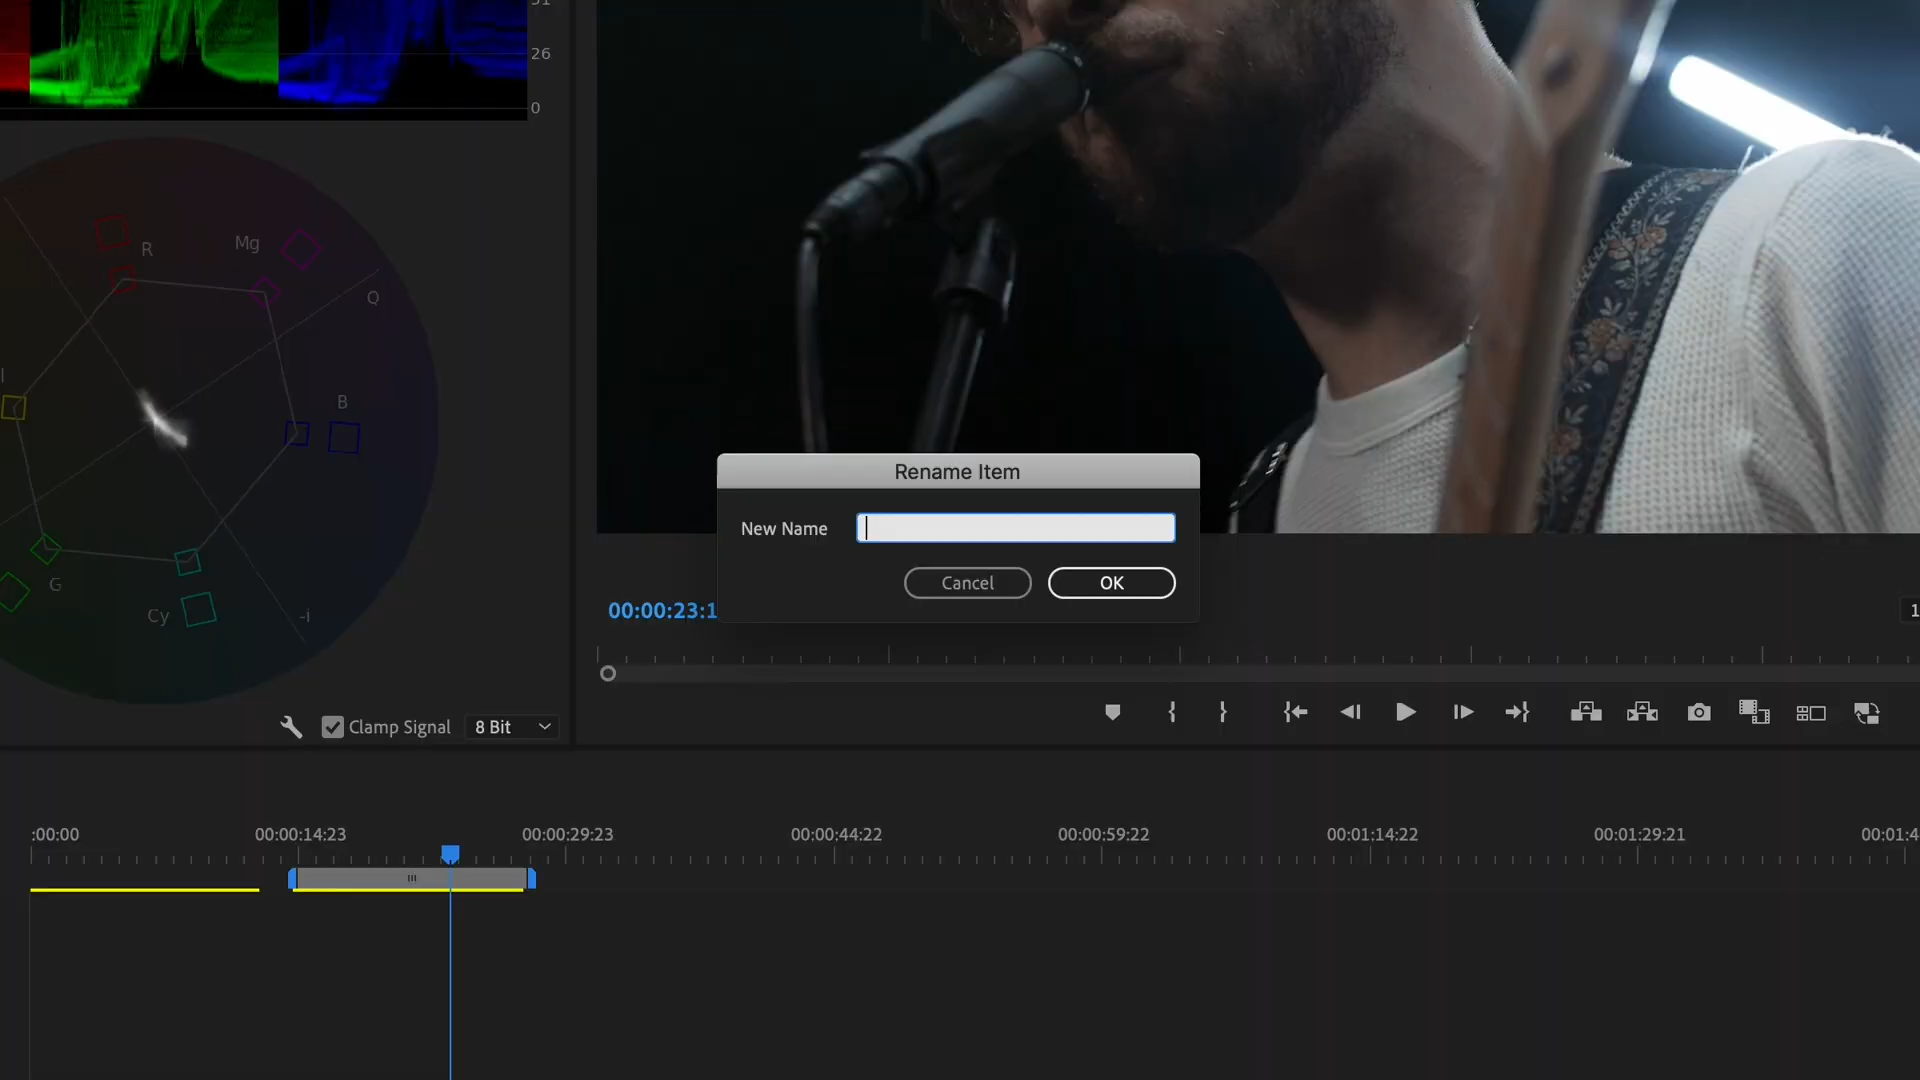 26
0
R
Mg
Q
I
B
G
Cy
-i
Rename Item
New Name
Cancel
OK
00:00:23:1
1
Clamp Signal
8 Bit
:00:00
00:00:14:23
00:00:29:23
00:00:44:22
00:00:59:22
00:01:14:22
00:01:29:21
00:01:4